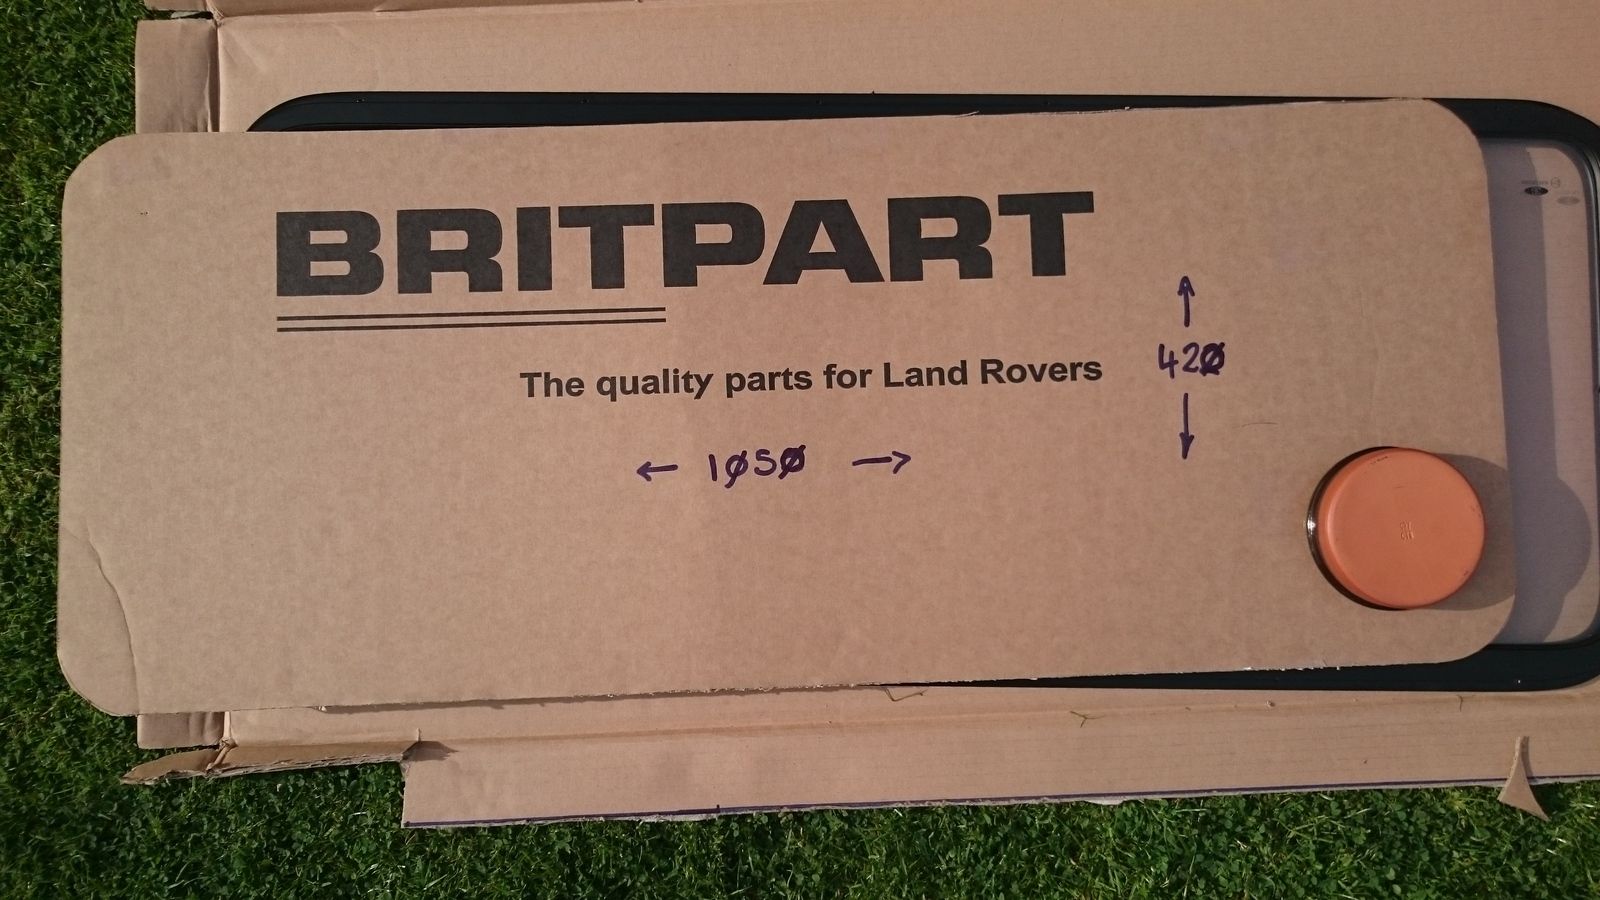 BRITPART
The quality parts for Land Rovers
↑
420
↓
← 1050 →